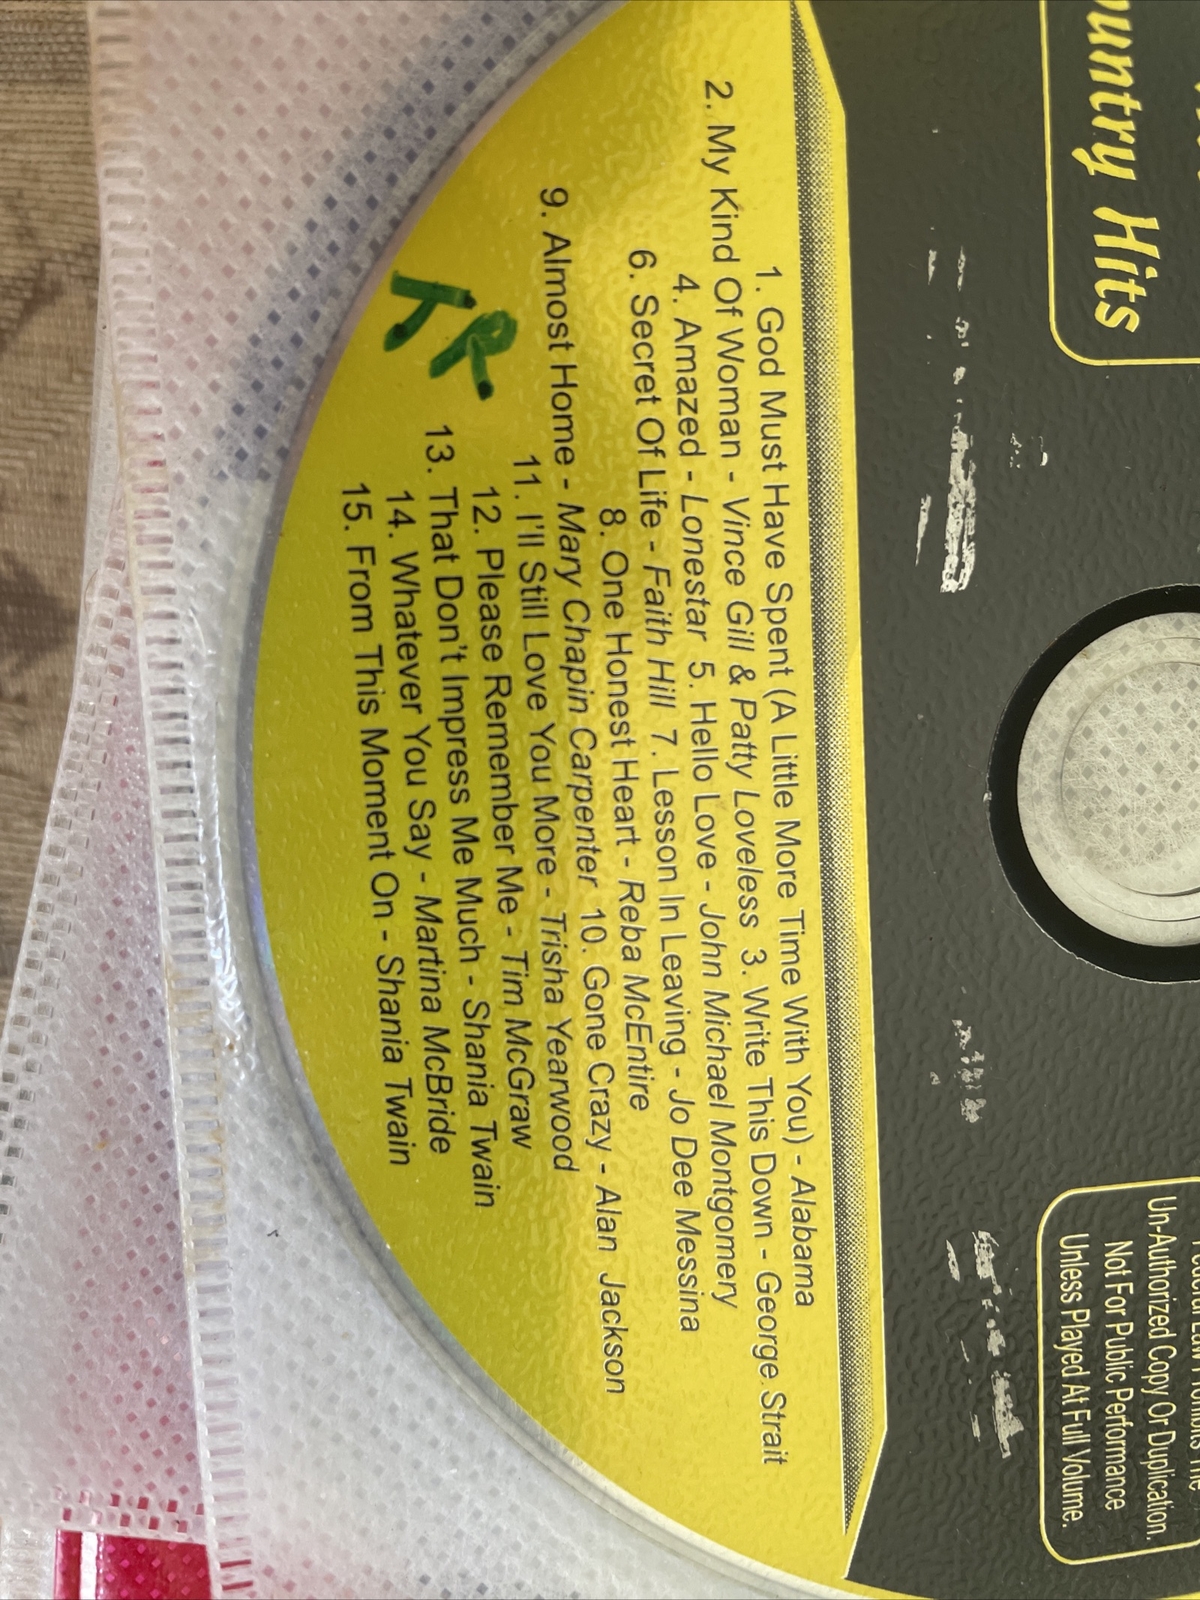 Country Hits
1. God Must Have Spent (A Little More Time With You) - Alabama
2. My Kind Of Woman - Vince Gill & Patty Loveless 3. Write This Down - George Strait
4. Amazed - Lonestar 5. Hello Love - John Michael Montgomery
6. Secret Of Life - Faith Hill 7. Lesson In Leaving - Jo Dee Messina
8. One Honest Heart - Reba McEntire
9. Almost Home - Mary Chapin Carpenter 10. Gone Crazy - Alan Jackson
11. I'll Still Love You More - Trisha Yearwood
12. Please Remember Me - Tim McGraw
13. That Don't Impress Me Much - Shania Twain
14. Whatever You Say - Martina McBride
15. From This Moment On - Shania Twain
Un-Authorized Copy Or Duplication.
Not For Public Performance
Unless Played At Full Volume.